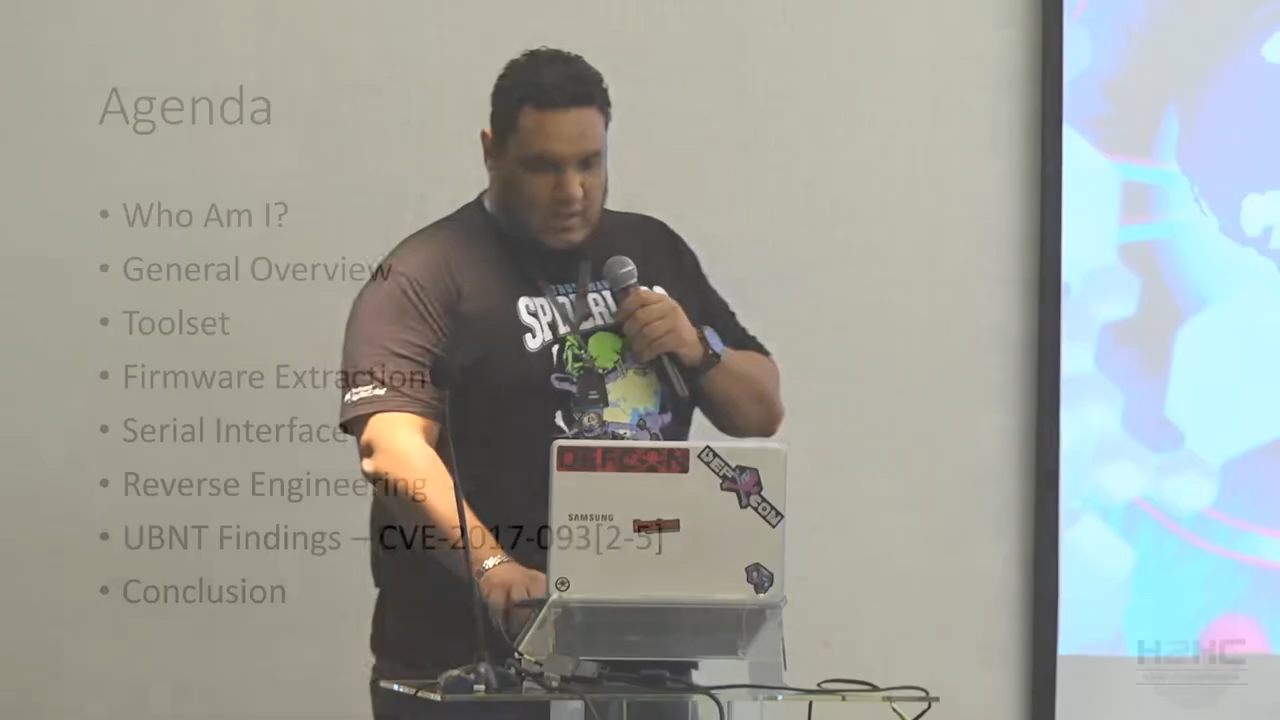 Agenda
• Who Am I?
• General Overview
• Toolset
• Firmware Extraction
• Serial Interface
• Reverse Engineering
• UBNT Findings – CVE-2017-093[2-5]
• Conclusion
DEFCON
DEF CON
SAMSUNG
H2HC